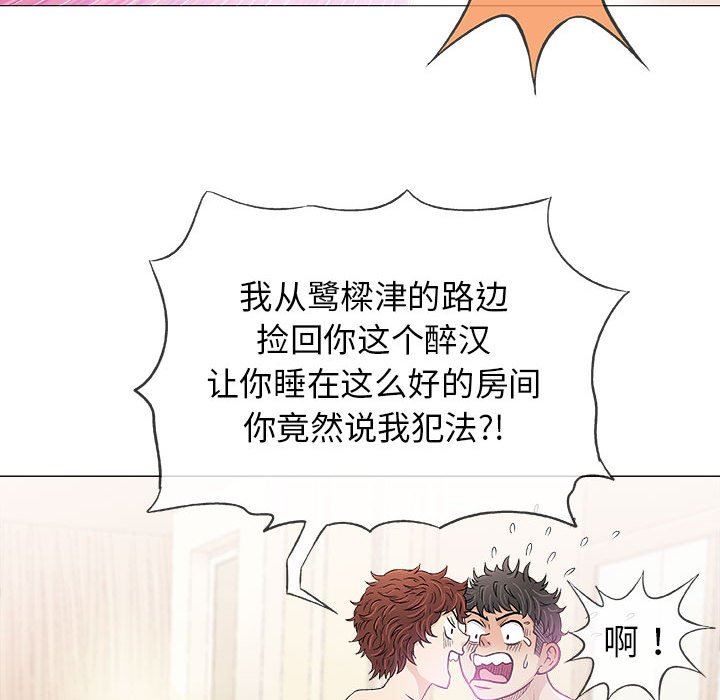 我从鹭梁津的路边
捡回你这个醉汉
让你睡在这么好的房间
你竟然说我犯法?!
啊！